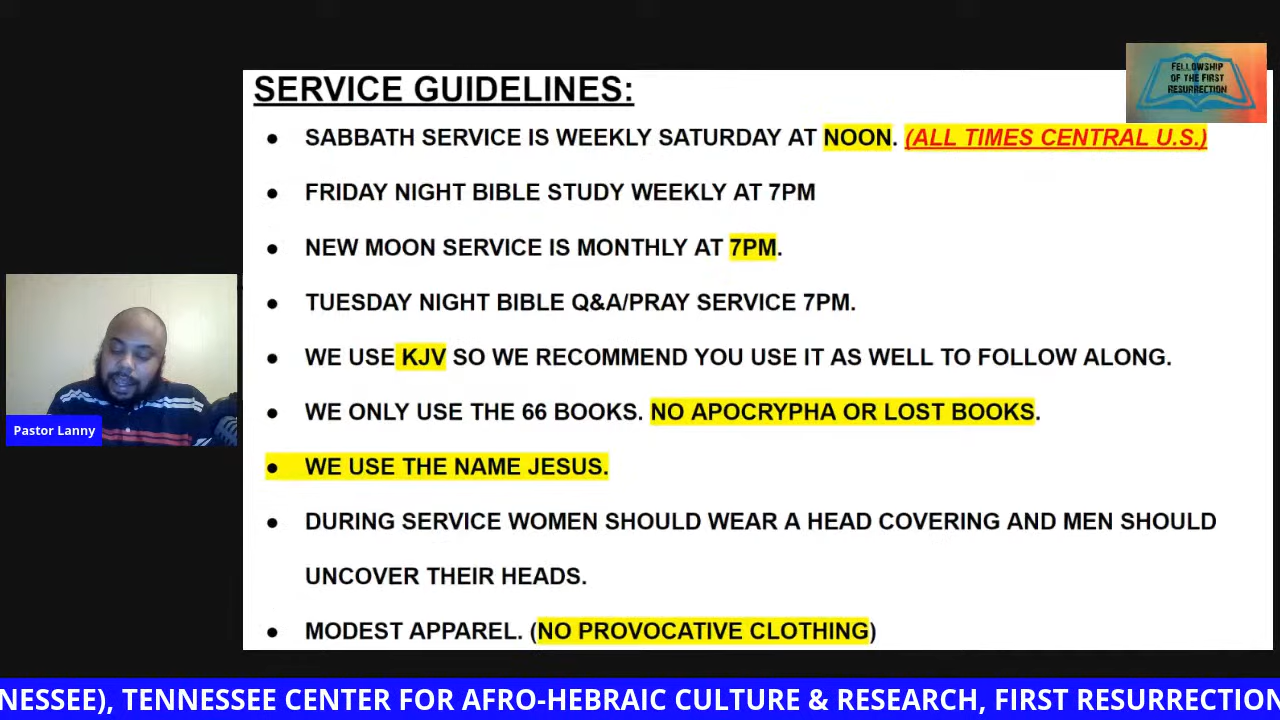 FELLOWSHIP
OF THE FIRST
RESURRECTION
SERVICE GUIDELINES:
● SABBATH SERVICE IS WEEKLY SATURDAY AT NOON. (ALL TIMES CENTRAL U.S.)
● FRIDAY NIGHT BIBLE STUDY WEEKLY AT 7PM
● NEW MOON SERVICE IS MONTHLY AT 7PM.
● TUESDAY NIGHT BIBLE Q&A/PRAY SERVICE 7PM.
● WE USE KJV SO WE RECOMMEND YOU USE IT AS WELL TO FOLLOW ALONG.
● WE ONLY USE THE 66 BOOKS. NO APOCRYPHA OR LOST BOOKS.
● WE USE THE NAME JESUS.
● DURING SERVICE WOMEN SHOULD WEAR A HEAD COVERING AND MEN SHOULD
UNCOVER THEIR HEADS.
● MODEST APPAREL. (NO PROVOCATIVE CLOTHING)
Pastor Lanny
NESSEE), TENNESSEE CENTER FOR AFRO-HEBRAIC CULTURE & RESEARCH, FIRST RESURRECTION